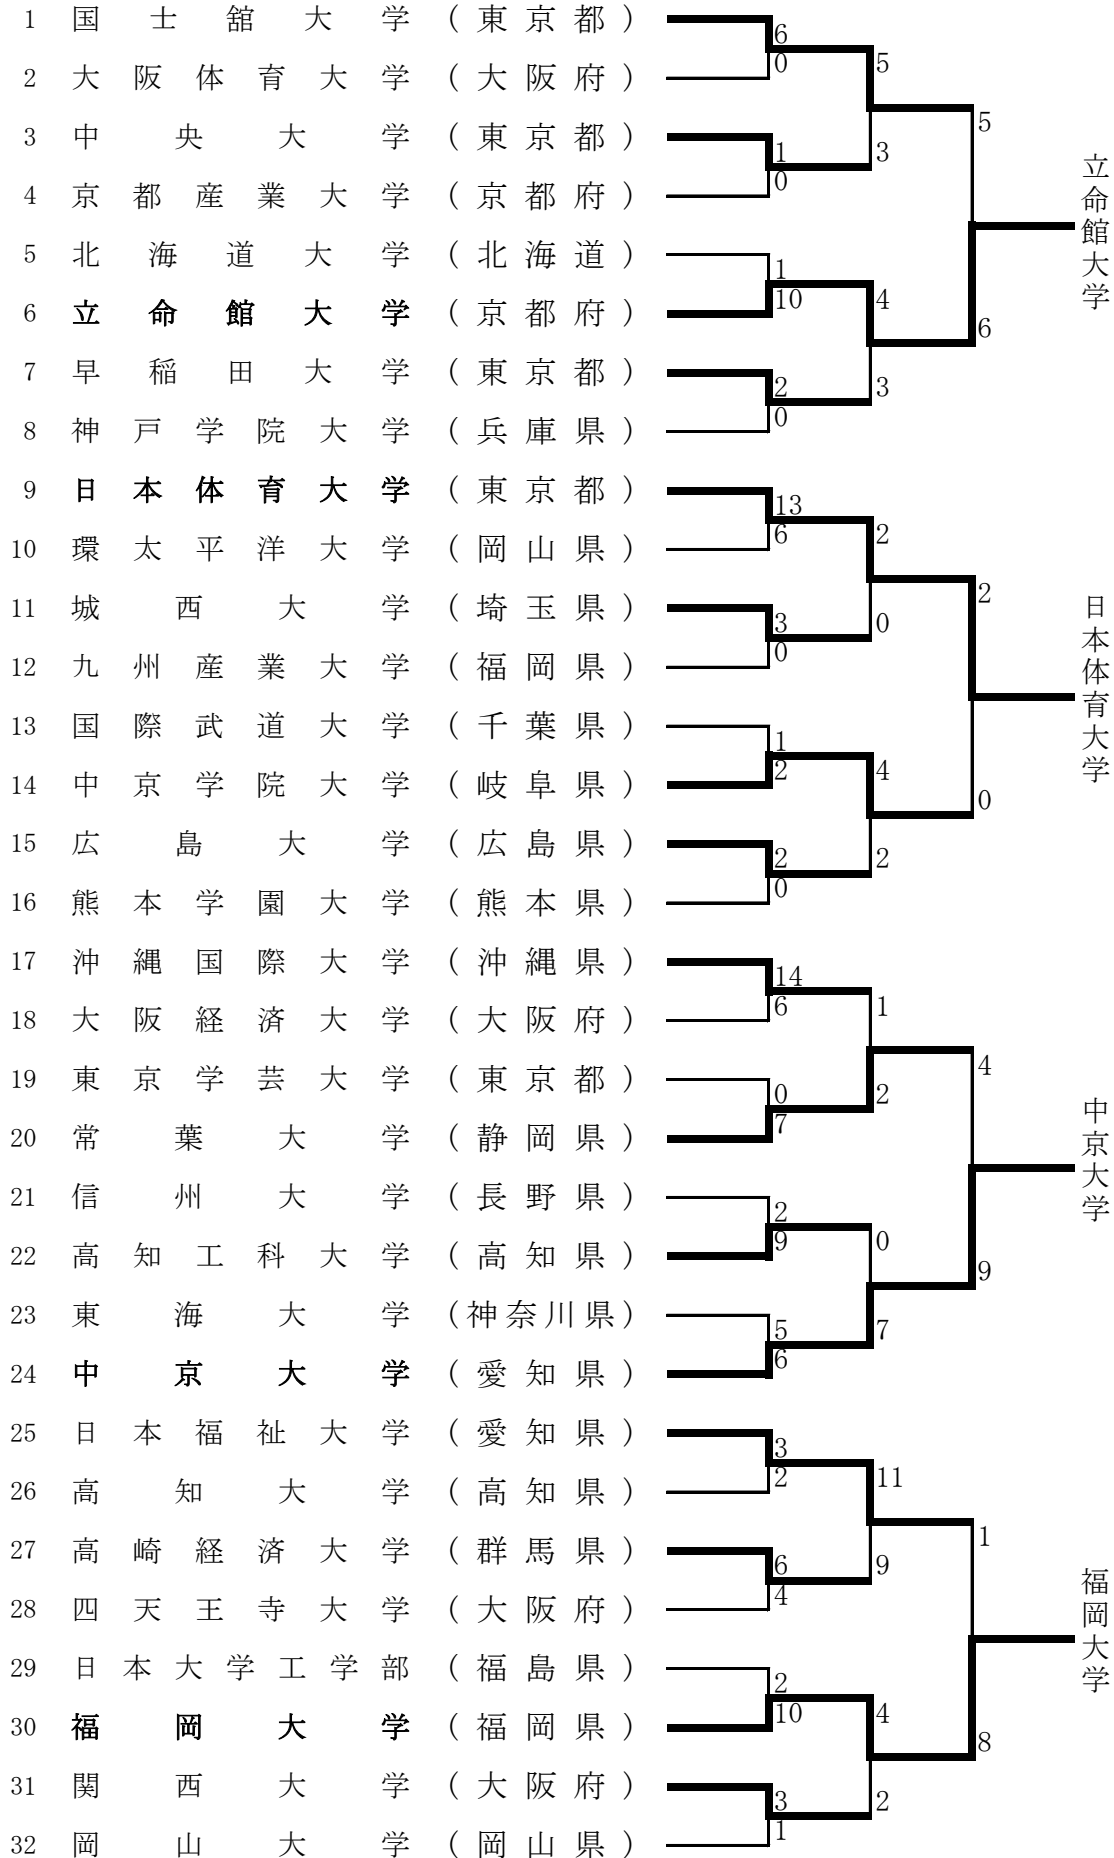 1 国士舘大学 (東京都)
6
0
5
2 大阪体育大学 (大阪府)
3 中央大学 (東京都)
1
0
3
5
4 京都産業大学 (京都府)
5 北海道大学 (北海道)
1
10
4
6 立命館大学 (京都府)
7 早稲田大学 (東京都)
2
0
3
6
8 神戸学院大学 (兵庫県)
立命館大学
9 日本体育大学 (東京都)
13
6
2
10 環太平洋大学 (岡山県)
11 城西大学 (埼玉県)
3
0
0
2
12 九州産業大学 (福岡県)
13 国際武道大学 (千葉県)
1
2
4
14 中京学院大学 (岐阜県)
15 広島大学 (広島県)
2
0
2
0
16 熊本学園大学 (熊本県)
日本体育大学
17 沖縄国際大学 (沖縄県)
14
6
1
18 大阪経済大学 (大阪府)
19 東京学芸大学 (東京都)
0
7
2
4
20 常葉大学 (静岡県)
21 信州大学 (長野県)
2
9
0
22 高知工科大学 (高知県)
23 東海大学 (神奈川県)
5
6
7
9
24 中京大学 (愛知県)
中京大学
25 日本福祉大学 (愛知県)
3
2
11
26 高知大学 (高知県)
27 高崎経済大学 (群馬県)
6
4
9
1
28 四天王寺大学 (大阪府)
29 日本大学工学部 (福島県)
2
10
4
30 福岡大学 (福岡県)
31 関西大学 (大阪府)
3
1
2
8
32 岡山大学 (岡山県)
福岡大学